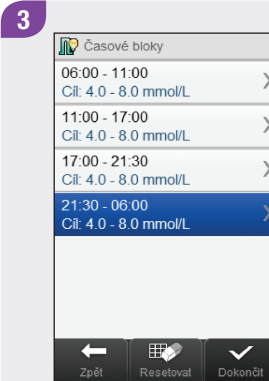 3
Časové bloky
06:00 - 11:00
Cíl: 4.0 - 8.0 mmol/L
11:00 - 17:00
Cíl: 4.0 - 8.0 mmol/L
17:00 - 21:30
Cíl: 4.0 - 8.0 mmol/L
21:30 - 06:00
Cíl: 4.0 - 8.0 mmol/L
Zpět Resetovat Dokončit